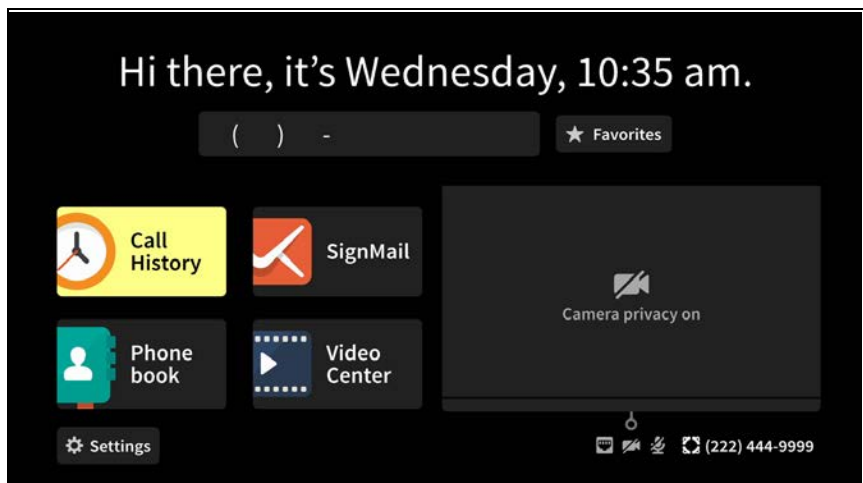 Hi there, it’s Wednesday, 10:35 am.
( ) -
Favorites
Call
History
SignMail
Camera privacy on
Phone
book
Video
Center
Settings
(222) 444-9999